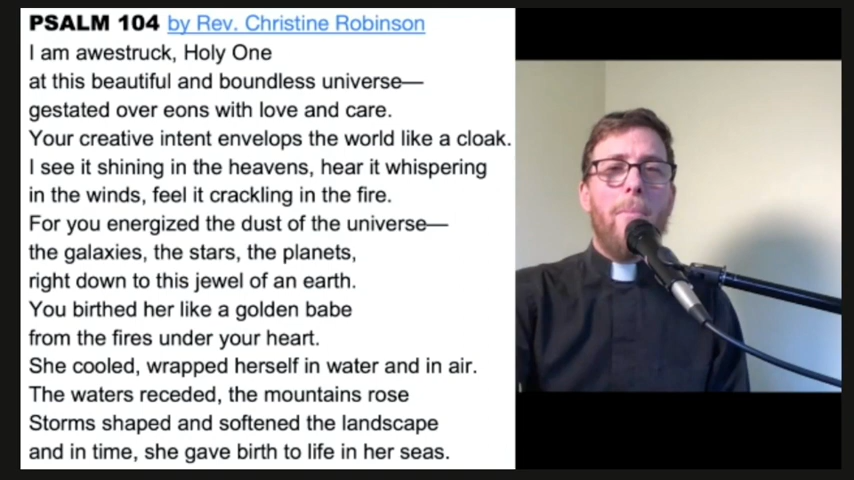 PSALM 104 by Rev. Christine Robinson
I am awestruck, Holy One
at this beautiful and boundless universe—
gestated over eons with love and care.
Your creative intent envelops the world like a cloak.
I see it shining in the heavens, hear it whispering
in the winds, feel it crackling in the fire.
For you energized the dust of the universe—
the galaxies, the stars, the planets,
right down to this jewel of an earth.
You birthed her like a golden babe
from the fires under your heart.
She cooled, wrapped herself in water and in air.
The waters receded, the mountains rose
Storms shaped and softened the landscape
and in time, she gave birth to life in her seas.